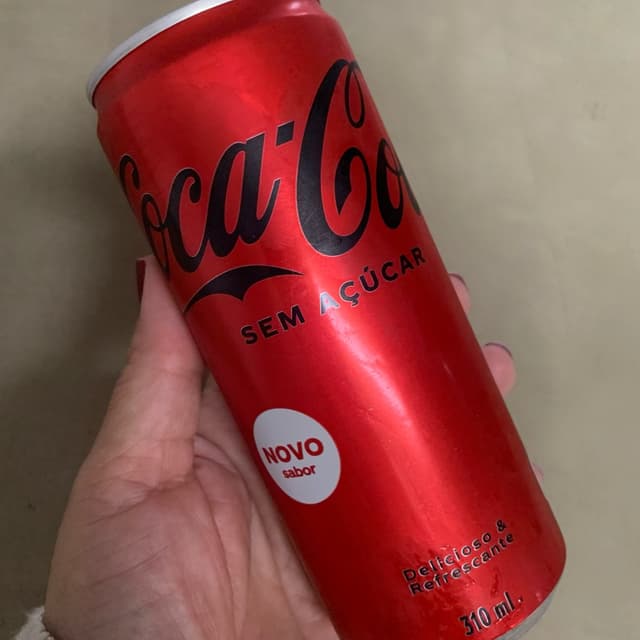 Coca-Cola
SEM AÇÚCAR
NOVO
sabor
Delicioso &
Refrescante
310 ml